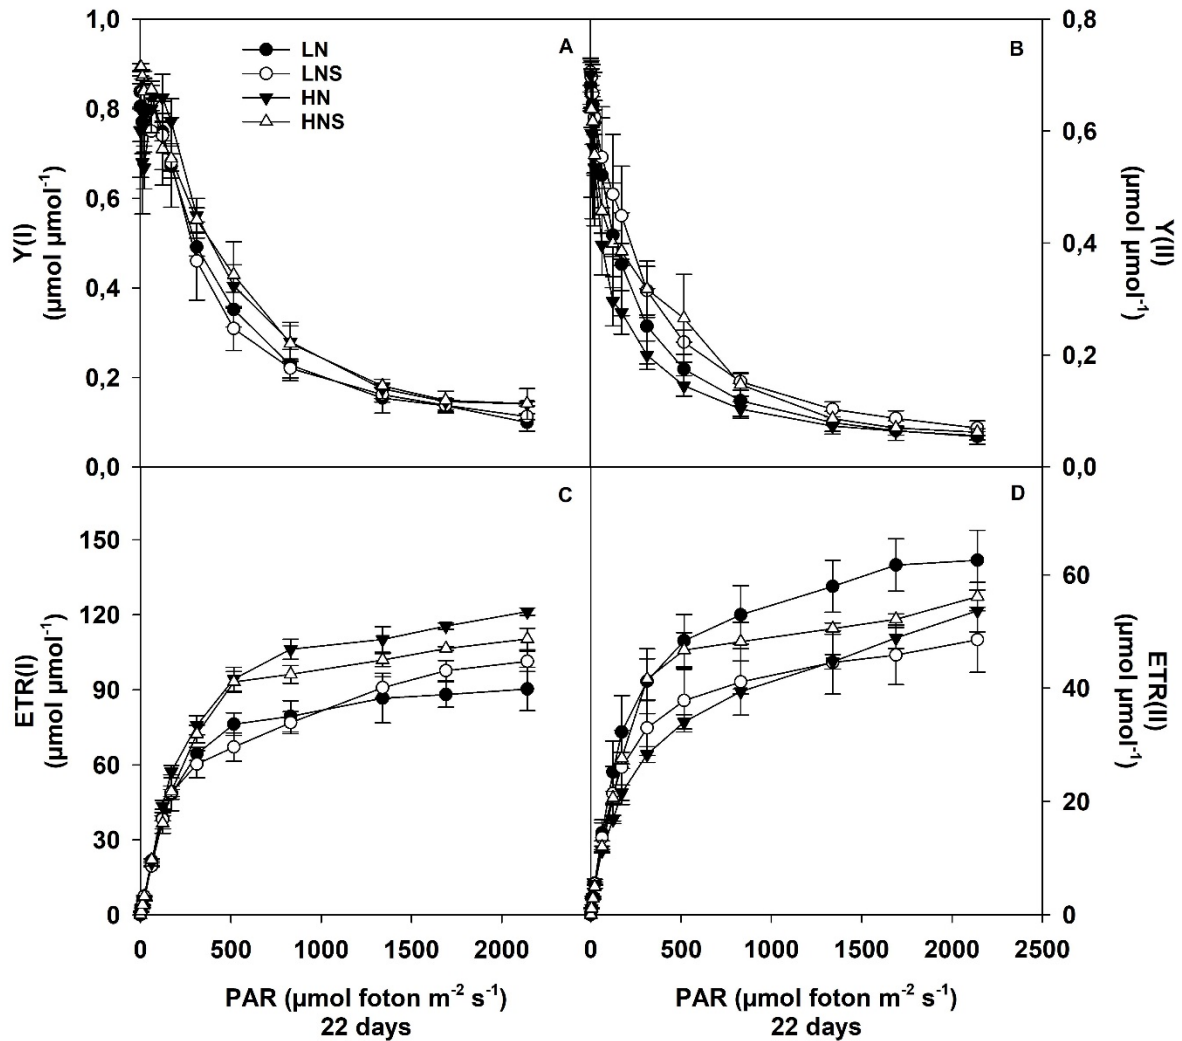 1,0
0,8
0,6
0,4
0,2
0,0
Y(I)
(µmol µmol⁻¹)
LN
LNS
HN
HNS
A
B
0,8
0,6
0,4
0,2
0,0
Y(II)
(µmol µmol⁻¹)
150
120
90
60
30
0
ETR(I)
(µmol µmol⁻¹)
C
D
60
40
20
0
ETR(II)
(µmol µmol⁻¹)
0 500 1000 1500 2000
0 500 1000 1500 2000 2500
PAR (µmol foton m⁻² s⁻¹)
22 days
PAR (µmol foton m⁻² s⁻¹)
22 days